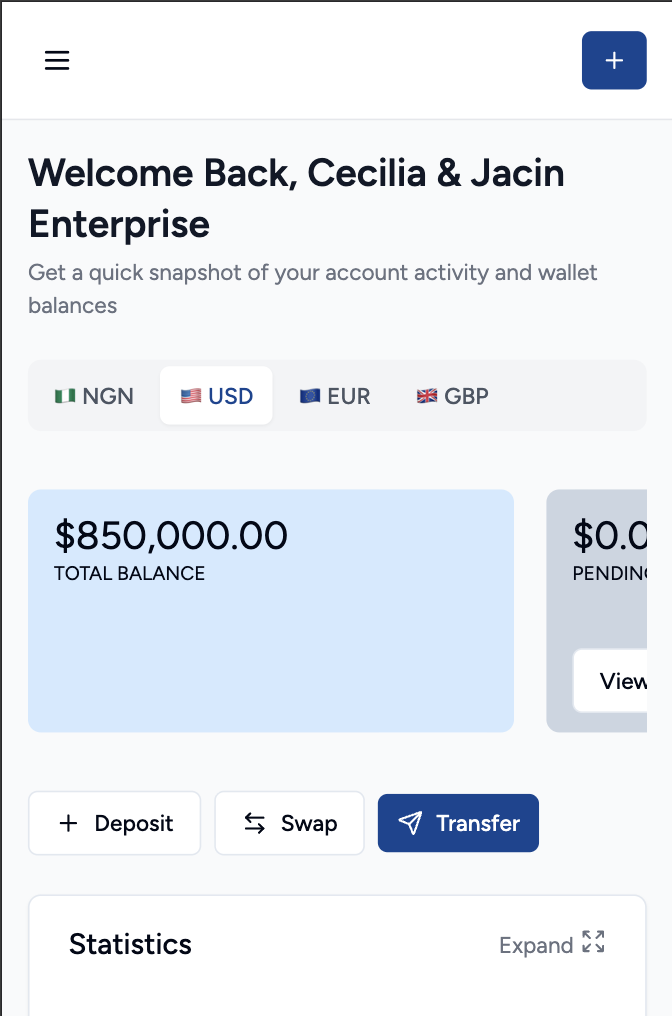 Welcome Back, Cecilia & Jacin
Enterprise
Get a quick snapshot of your account activity and wallet
balances
NGN USD EUR GBP
$850,000.00 $0.0
TOTAL BALANCE PENDING
View
Deposit Swap Transfer
Statistics Expand